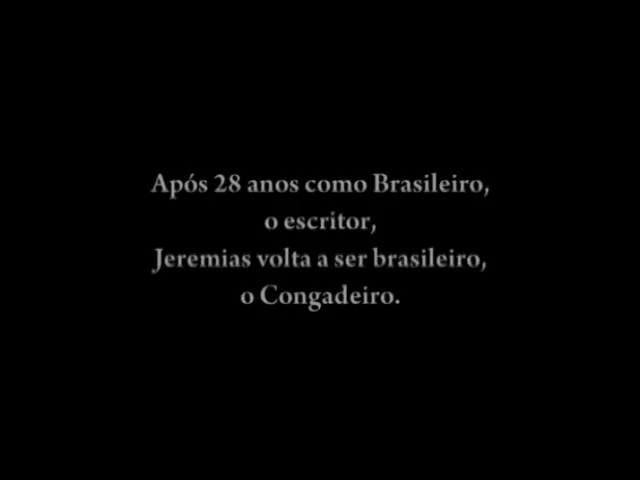 Após 28 anos como Brasileiro,
o escritor,
Jeremias volta a ser brasileiro,
o Congadeiro.